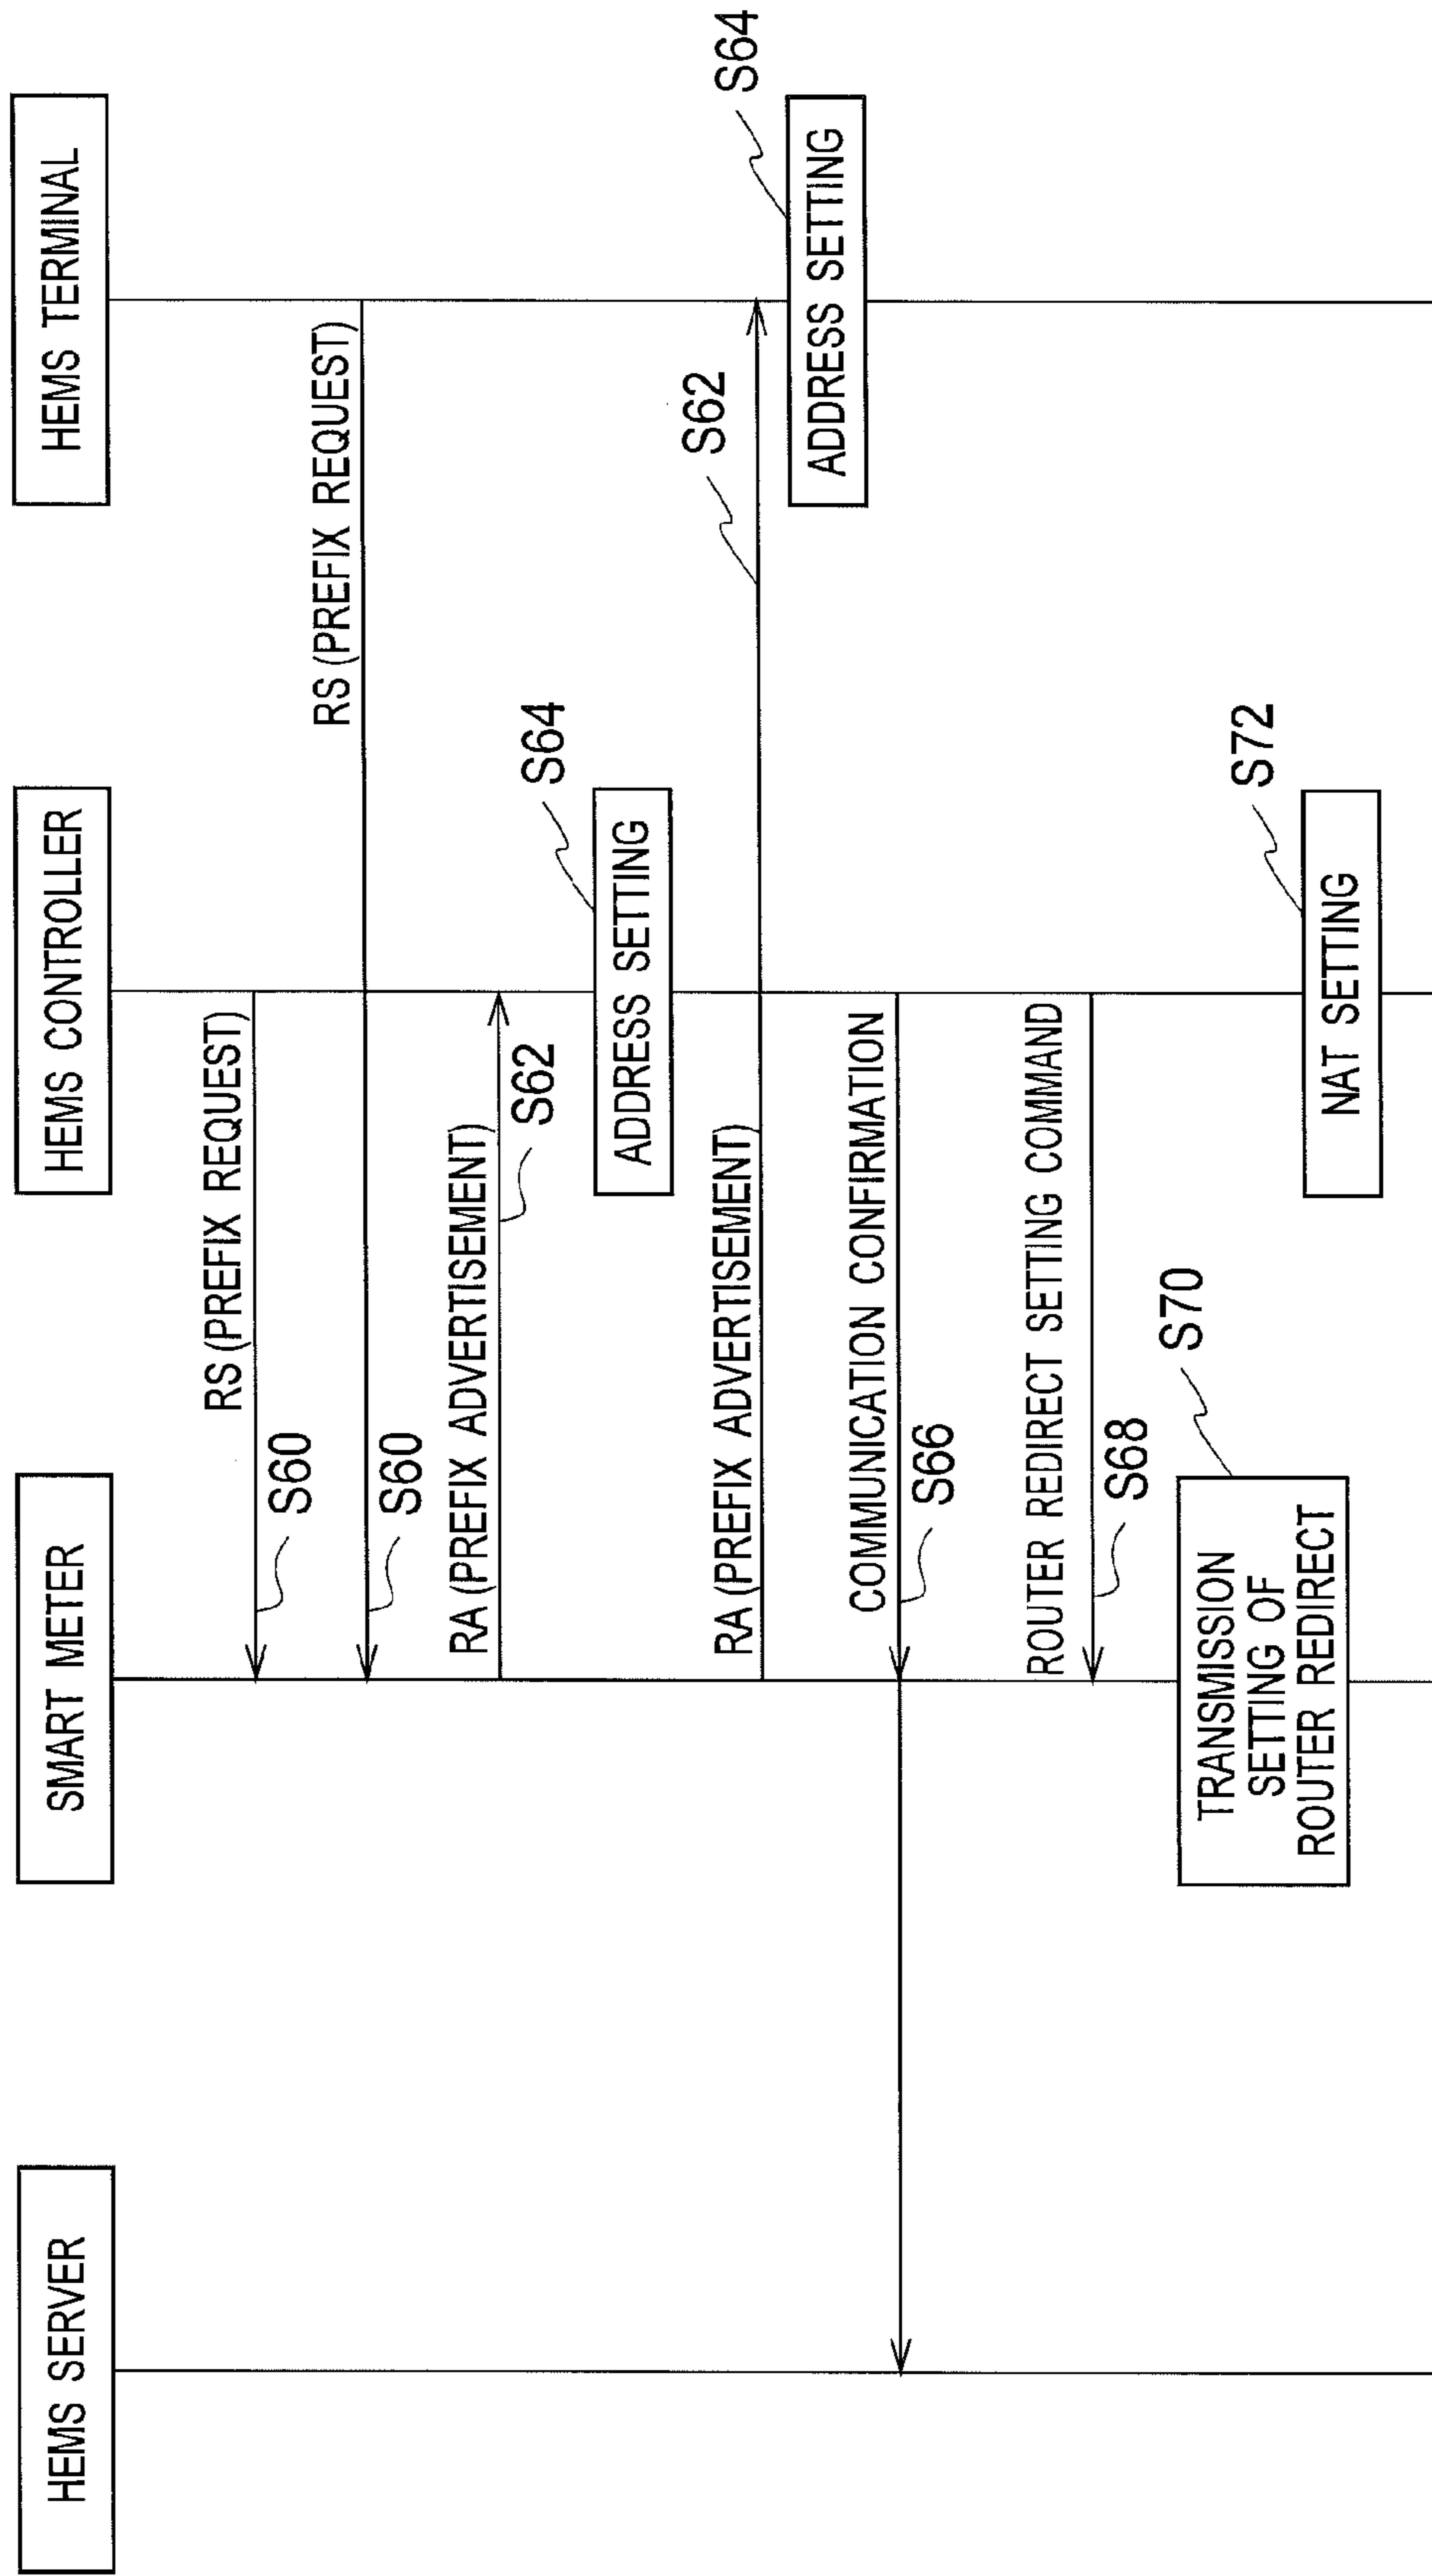 HEMS SERVER
SMART METER
HEMS CONTROLLER
HEMS TERMINAL
RS (PREFIX REQUEST)
S60
RS (PREFIX REQUEST)
S60
RA (PREFIX ADVERTISEMENT)
S62
S64
ADDRESS SETTING
RA (PREFIX ADVERTISEMENT)
S62
S64
ADDRESS SETTING
COMMUNICATION CONFIRMATION
S66
ROUTER REDIRECT SETTING COMMAND
S68
S70
TRANSMISSION
SETTING OF
ROUTER REDIRECT
S72
NAT SETTING